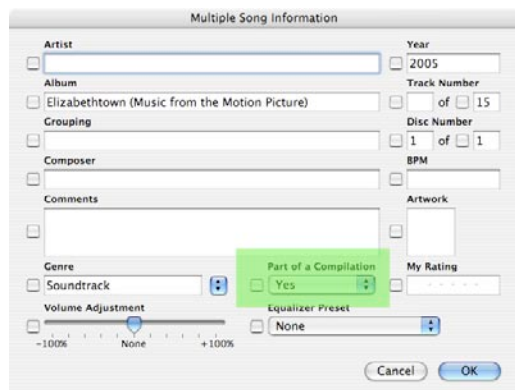 Multiple Song Information
Artist Year
2005
Album Track Number
Elizabethtown (Music from the Motion Picture) of 15
Grouping Disc Number
1 of 1
Composer BPM
Comments Artwork
Genre Part of a Compilation My Rating
Soundtrack Yes
Volume Adjustment Equalizer Preset
None
-100% None +100%
Cancel OK